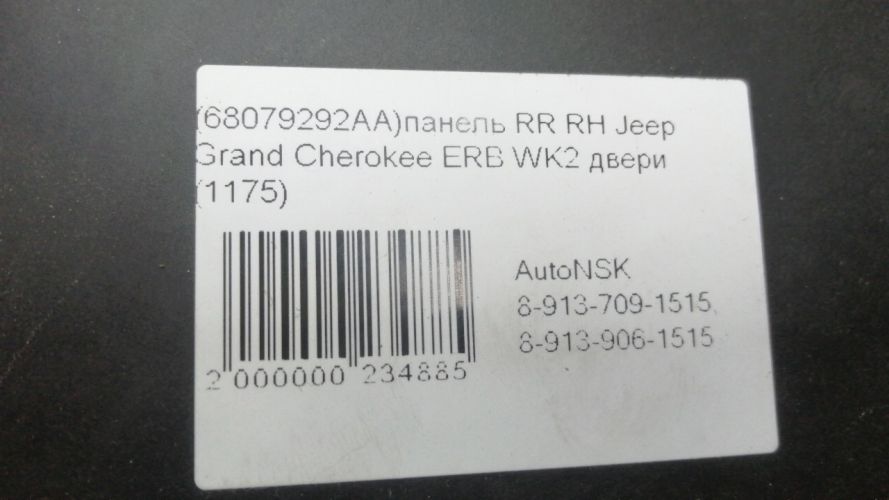 (68079292AA)панель RR RH Jeep
Grand Cherokee ERB WK2 двери
(1175)
AutoNSK
8-913-709-1515,
8-913-906-1515
2 000000 234885